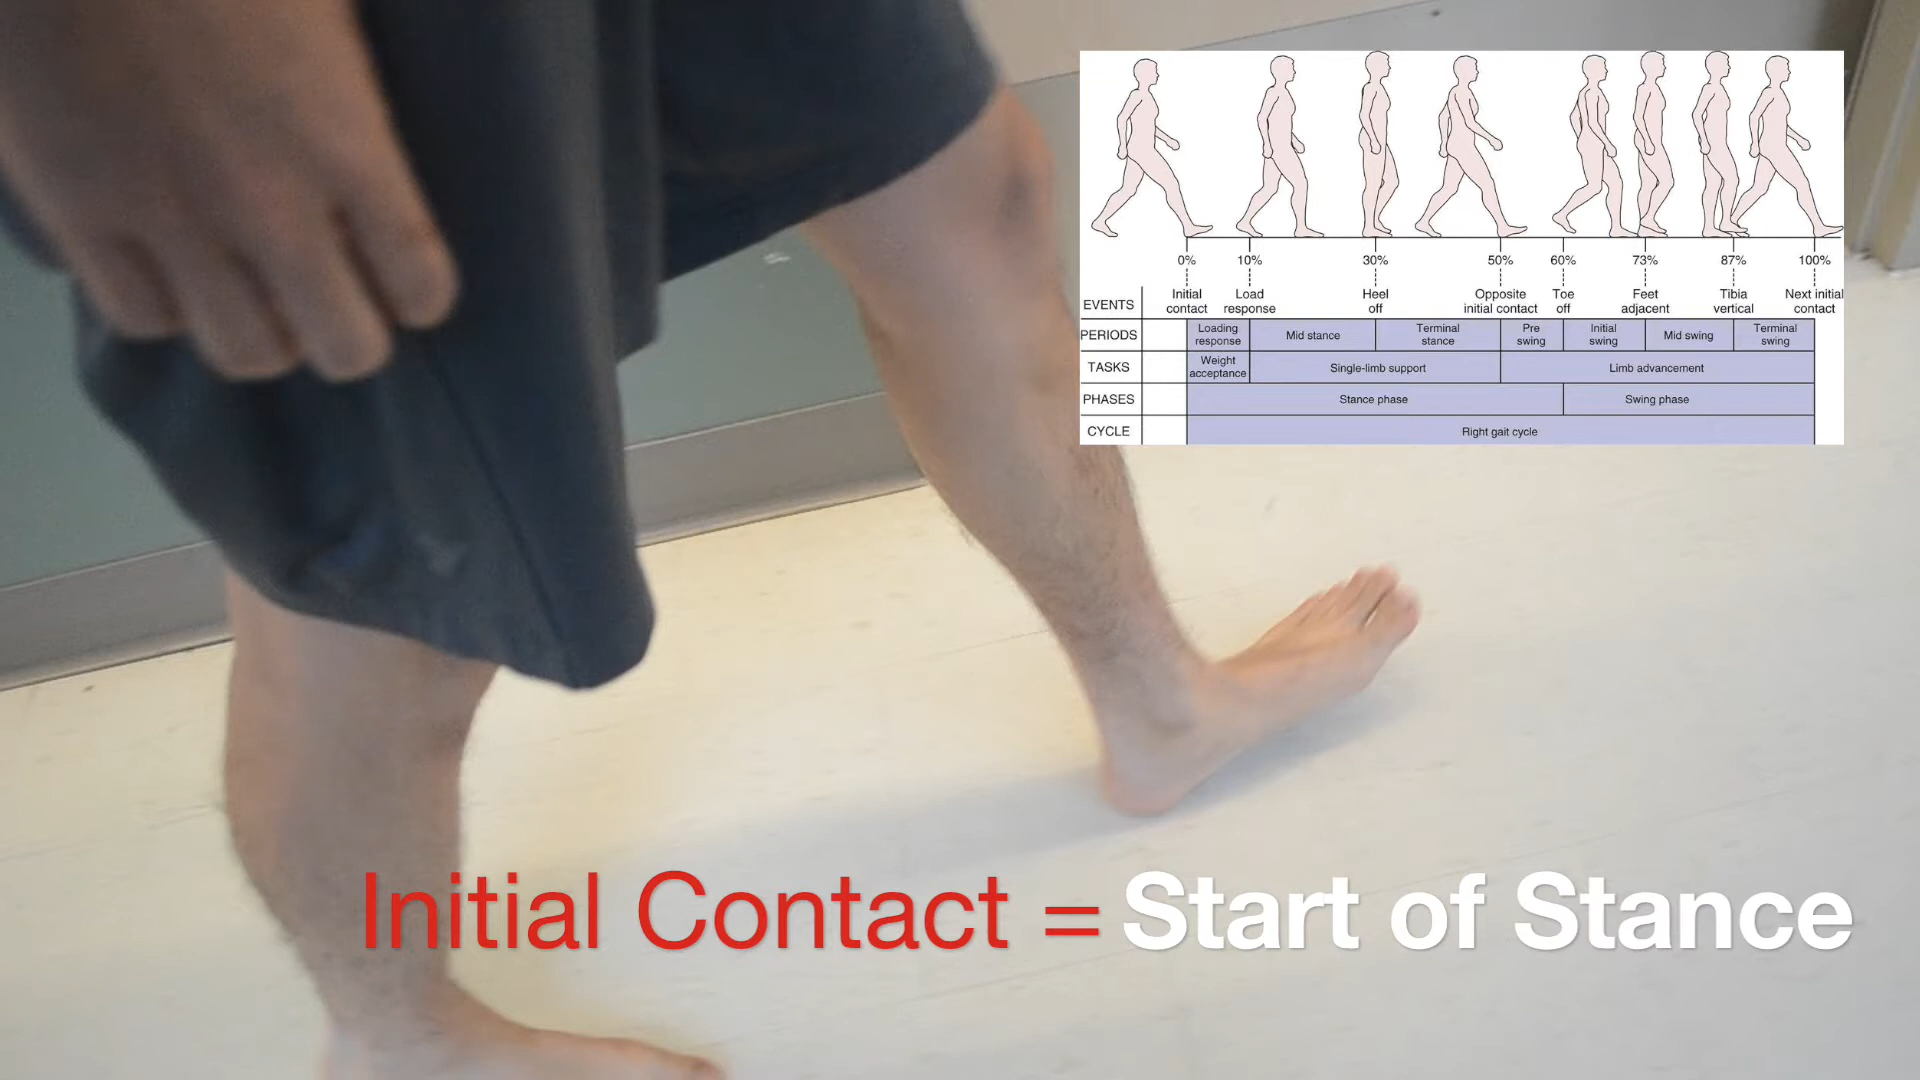 0% 10% 30% 50% 60% 73% 87% 100%
EVENTS
Initial contact
Load response
Heel off
Opposite initial contact
Toe off
Feet adjacent
Tibia vertical
Next initial contact
PERIODS
Loading response
Mid stance
Terminal stance
Pre swing
Initial swing
Mid swing
Terminal swing
TASKS
Weight acceptance
Single-limb support
Limb advancement
PHASES
Stance phase
Swing phase
CYCLE
Right gait cycle
Initial Contact = Start of Stance